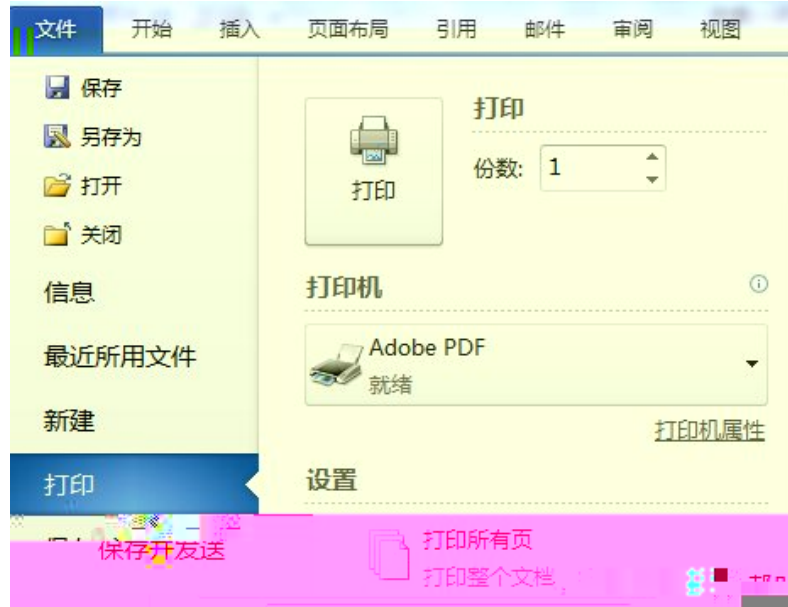 文件 开始 插入 页面布局 引用 邮件 审阅 视图
保存
另存为
打开
关闭
信息
最近所用文件
新建
打印
保存开发送
打印
打印
份数: 1
打印机
Adobe PDF
就绪
打印机属性
设置
打印所有页
打印整个文档